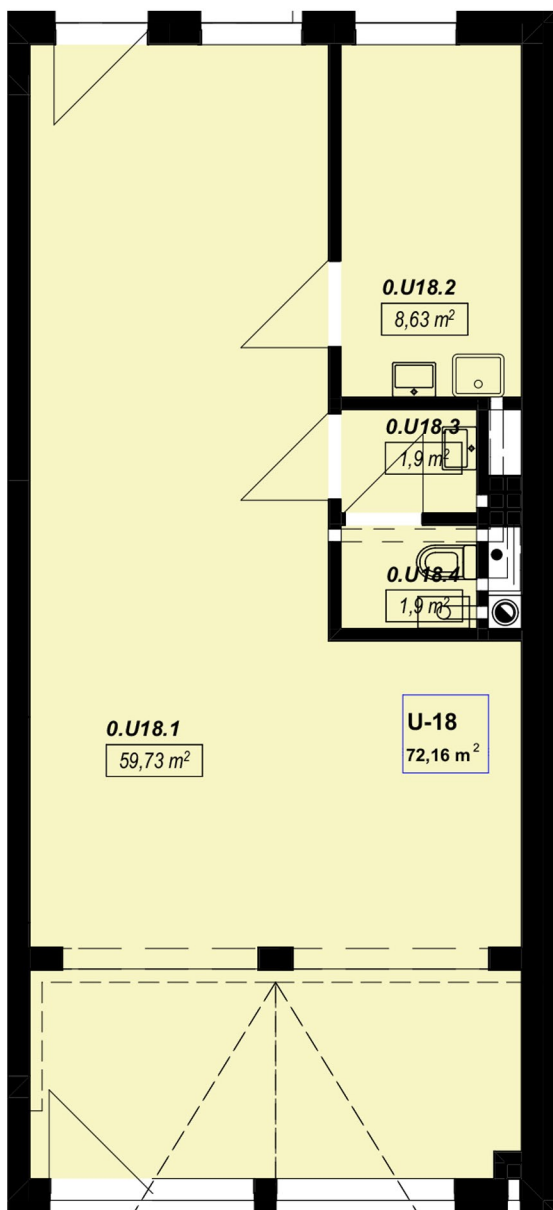 0.U18.2
8,63 m²
0.U18.3
1,9 m²
0.U18.4
1,9 m²
0.U18.1
59,73 m²
U-18
72,16 m²